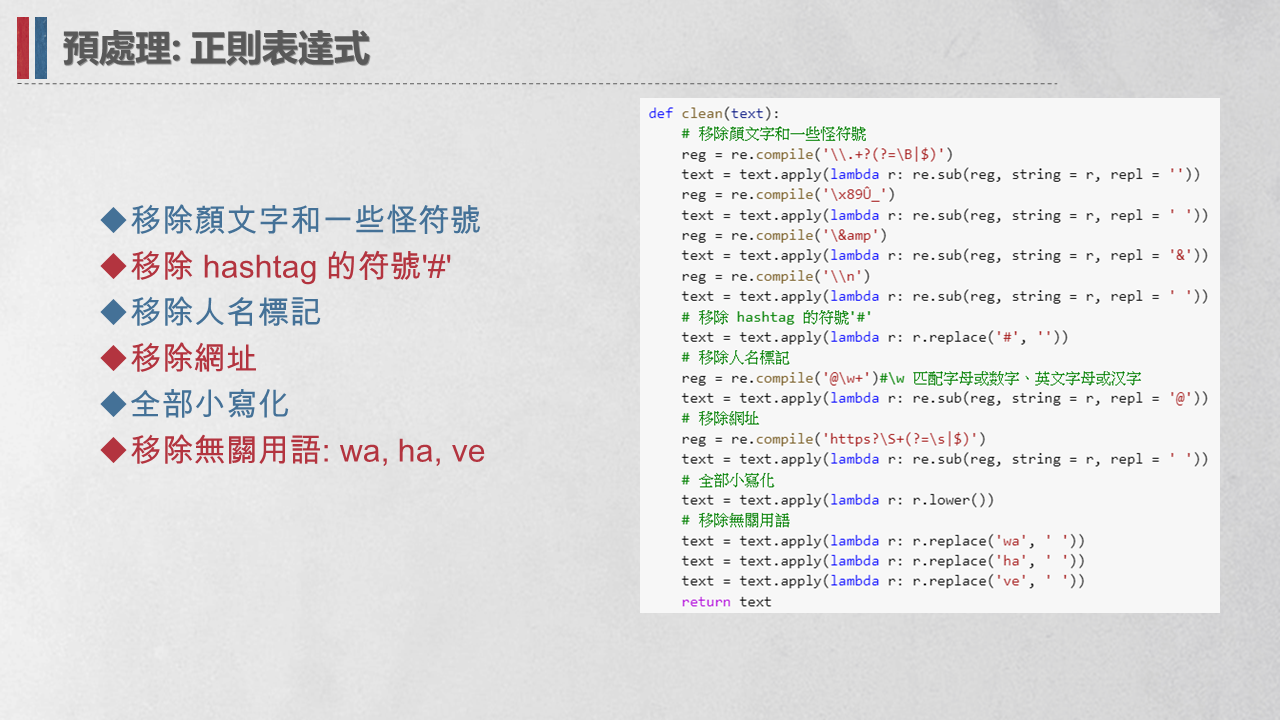 預處理: 正則表達式
◆移除顏文字和一些怪符號
◆移除 hashtag 的符號'#'
◆移除人名標記
◆移除網址
◆全部小寫化
◆移除無關用語: wa, ha, ve
def clean(text):
    # 移除顏文字和一些怪符號
    reg = re.compile('\\.+?(?=\B|$)')
    text = text.apply(lambda r: re.sub(reg, string = r, repl = ''))
    reg = re.compile('\x89Û_')
    text = text.apply(lambda r: re.sub(reg, string = r, repl = ' '))
    reg = re.compile('\&amp')
    text = text.apply(lambda r: re.sub(reg, string = r, repl = '&'))
    reg = re.compile('\\n')
    text = text.apply(lambda r: re.sub(reg, string = r, repl = ' '))
    # 移除 hashtag 的符號'#'
    text = text.apply(lambda r: r.replace('#', ''))
    # 移除人名標記
    reg = re.compile('@\w+')#\w 匹配字母或数字、英文字母或汉字
    text = text.apply(lambda r: re.sub(reg, string = r, repl = '@'))
    # 移除網址
    reg = re.compile('https?\S+(?=\s|$)')
    text = text.apply(lambda r: re.sub(reg, string = r, repl = ' '))
    # 全部小寫化
    text = text.apply(lambda r: r.lower())
    # 移除無關用語
    text = text.apply(lambda r: r.replace('wa', ' '))
    text = text.apply(lambda r: r.replace('ha', ' '))
    text = text.apply(lambda r: r.replace('ve', ' '))
    return text